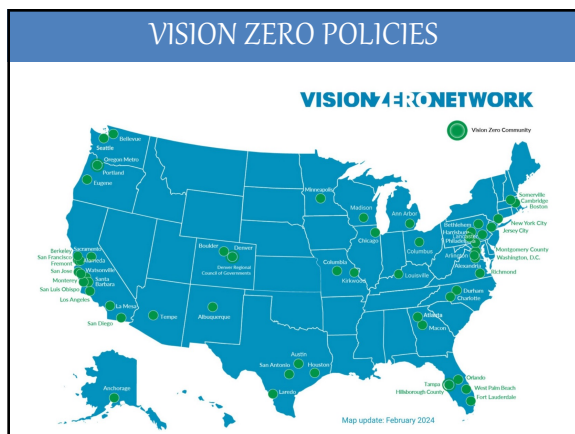 VISION ZERO POLICIES
VISIONZERONETWORK
Vision Zero Community
Bellevue
Seattle
Oregon Metro
Portland
Eugene
Minneapolis
Madison
Ann Arbor
Chicago
Columbus
Somerville
Cambridge
Boston
New York City
Jersey City
Bethlehem
Harrisburg
Lancaster
Philadelphia
Montgomery County
Washington, D.C.
Arlington
Alexandria
Richmond
Berkeley
Sacramento
San Francisco
Alameda
Fremont
San Jose
Watsonville
Monterey
Santa
Barbara
San Luis Obispo
Los Angeles
La Mesa
San Diego
Boulder
Denver
Denver Regional
Council of Governments
Columbia
Kirkwood
Louisville
Durham
Charlotte
Tempe
Albuquerque
Atlanta
Macon
Austin
San Antonio
Houston
Laredo
Orlando
Tampa
Hillsborough County
West Palm Beach
Fort Lauderdale
Anchorage
Map update: February 2024